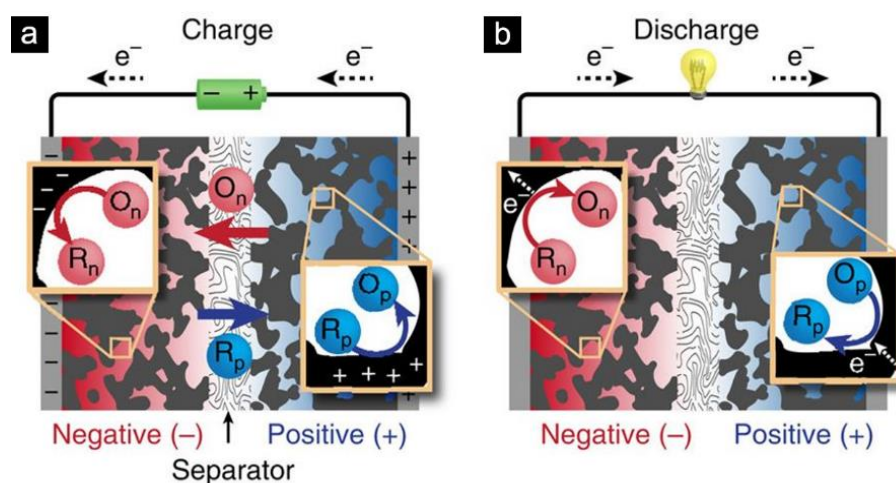 a
Charge
e⁻
e⁻
− +
Oₙ
Rₙ
Oₙ
Rₚ
Oₚ
Rₚ
+ + + +
Negative (–)
Positive (+)
Separator
b
Discharge
e⁻
e⁻
e⁻
Oₙ
Rₙ
Oₚ
Rₚ
e⁻
Negative (–)
Positive (+)